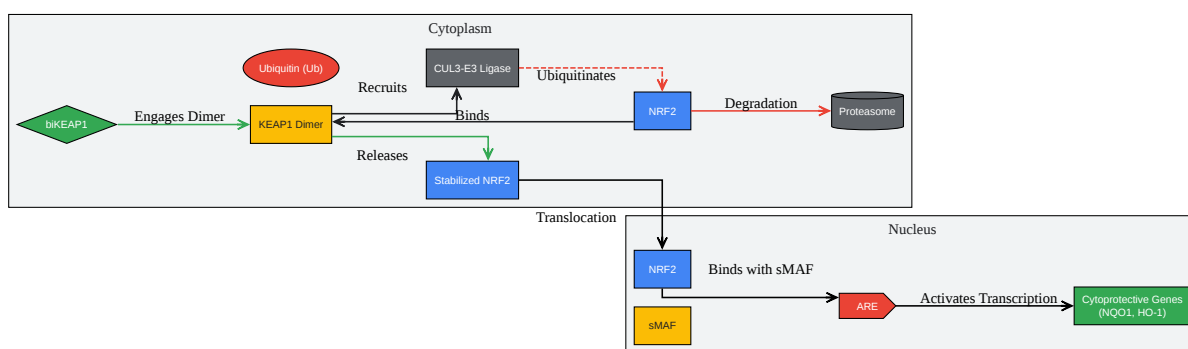 Cytoplasm
Ubiquitin (Ub)
CUL3-E3 Ligase
Ubiquitinates
Recruits
biKEAP1
Engages Dimer
KEAP1 Dimer
Binds
NRF2
Degradation
Proteasome
Releases
Stabilized NRF2
Translocation
Nucleus
NRF2
Binds with sMAF
ARE
Activates Transcription
Cytoprotective Genes
(NQO1, HO-1)
sMAF